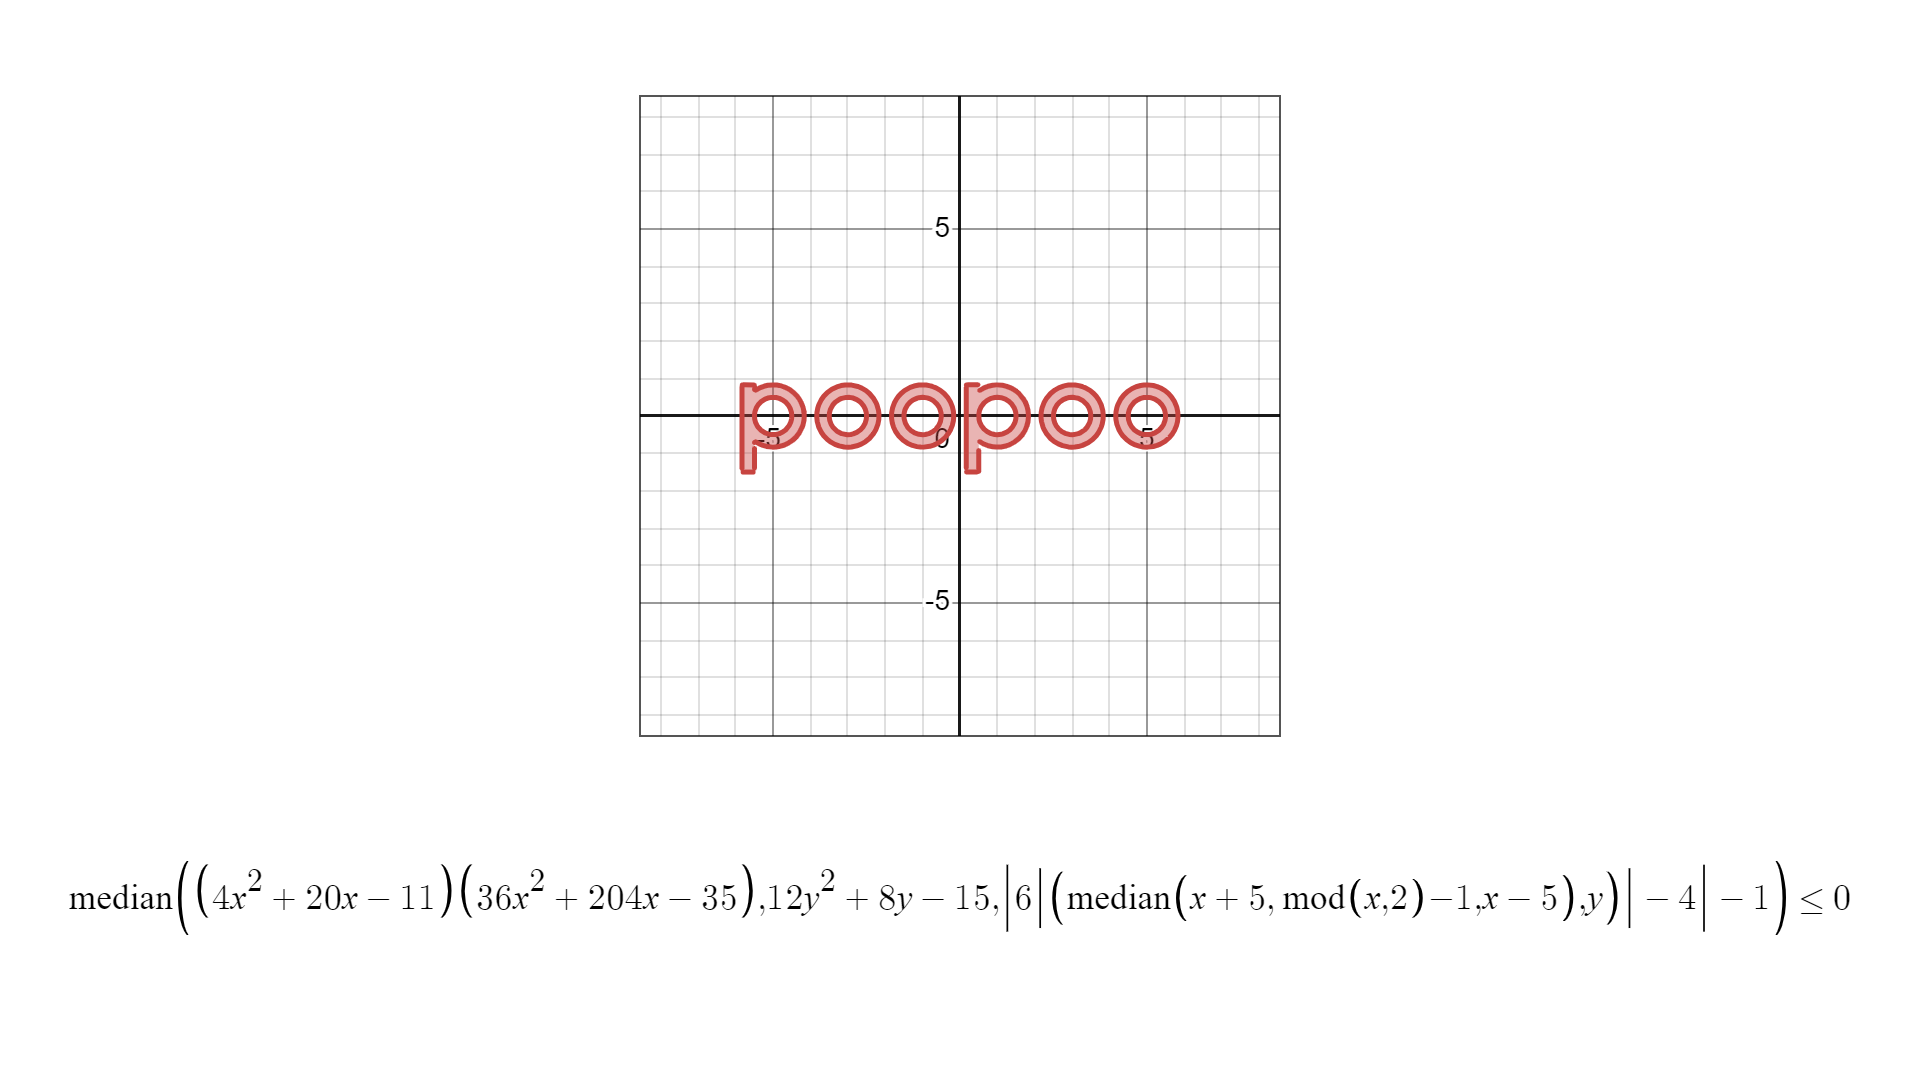 5
poopoo
-5 0 5
-5
median((4x²+20x−11)(36x²+204x−35),12y²+8y−15,|6|(median(x+5,mod(x,2)−1,x−5),y)|−4|−1)≤0